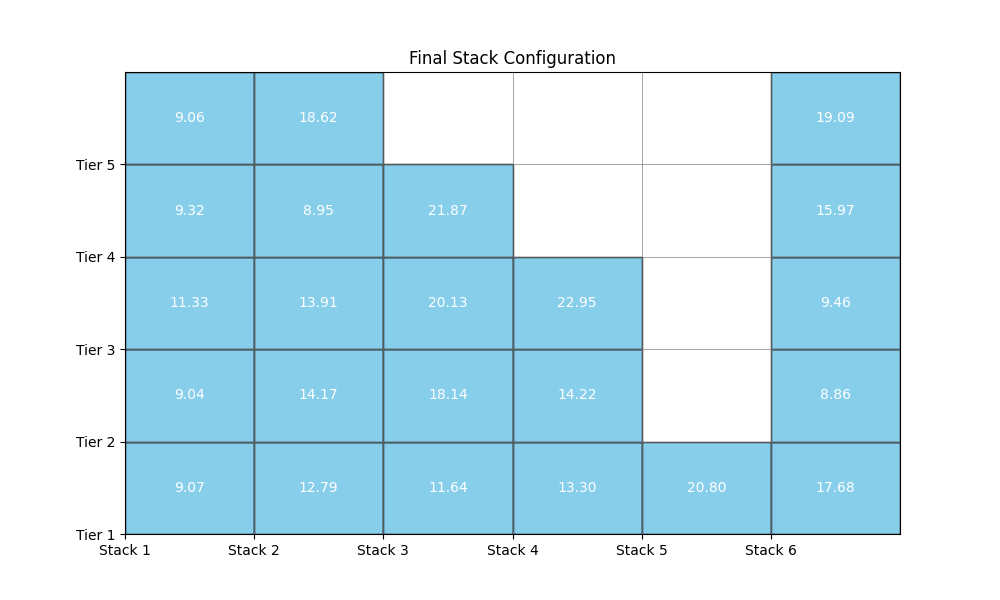 Final Stack Configuration
9.06 18.62 19.09
Tier 5
9.32 8.95 21.87 15.97
Tier 4
11.33 13.91 20.13 22.95 9.46
Tier 3
9.04 14.17 18.14 14.22 8.86
Tier 2
9.07 12.79 11.64 13.30 20.80 17.68
Tier 1
Stack 1 Stack 2 Stack 3 Stack 4 Stack 5 Stack 6